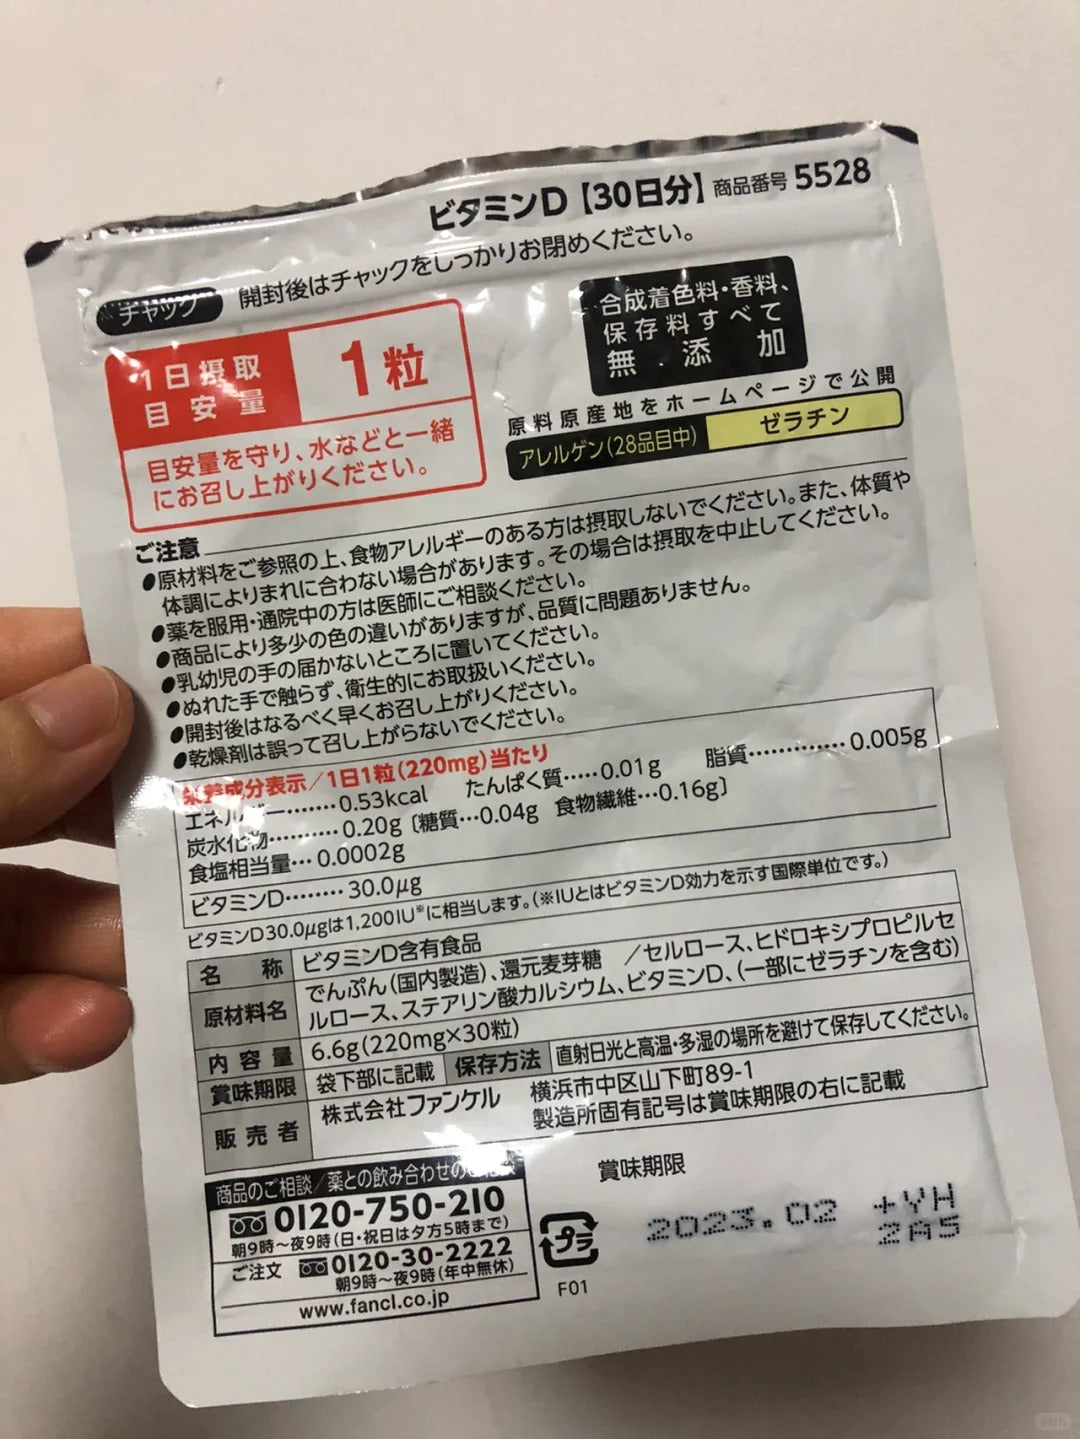 ビタミンD【30日分】商品番号 5528
チャック 開封後はチャックをしっかりお閉めください。
1日摂取
目安量
1粒
目安量を守り、水などと一緒
にお召し上がりください。
合成着色料・香料、
保存料すべて
無添加
原料原産地をホームページで公開
アレルゲン(28品目中) ゼラチン
ご注意
●原材料をご参照の上、食物アレルギーのある方は摂取しないでください。また、体質や
体調によりまれに合わない場合があります。その場合は摂取を中止してください。
●薬を服用・通院中の方は医師にご相談ください。
●商品により多少の色の違いがありますが、品質に問題ありません。
●乳幼児の手の届かないところに置いてください。
●ぬれた手で触らず、衛生的にお取扱いください。
●開封後はなるべく早くお召し上がりください。
●乾燥剤は誤って召し上がらないでください。
栄養成分表示/1日1粒(220mg)当たり
エネルギー……0.53kcal たんぱく質……0.01g 脂質…………0.005g
炭水化物………0.20g〔糖質…0.04g 食物繊維…0.16g〕
食塩相当量…0.0002g
ビタミンD………30.0μg
ビタミンD30.0μgは1,200IU※に相当します。(※IUとはビタミンD効力を示す国際単位です。)
名称 ビタミンD含有食品
原材料名 でんぷん(国内製造)、還元麦芽糖 /セルロース、ヒドロキシプロピルセ
ルロース、ステアリン酸カルシウム、ビタミンD、(一部にゼラチンを含む)
内容量 6.6g(220mg×30粒)
賞味期限 袋下部に記載 保存方法 直射日光と高温・多湿の場所を避けて保存してください。
販売者 株式会社ファンケル 横浜市中区山下町89-1
製造所固有記号は賞味期限の右に記載
商品のご相談/薬との飲み合わせのご相談
0120-750-210
朝9時〜夜9時(日・祝日は夕方5時まで)
ご注文 0120-30-2222
朝9時〜夜9時(年中無休)
www.fancl.co.jp
プラ
F01
賞味期限
2023.02 +YH
ZA5